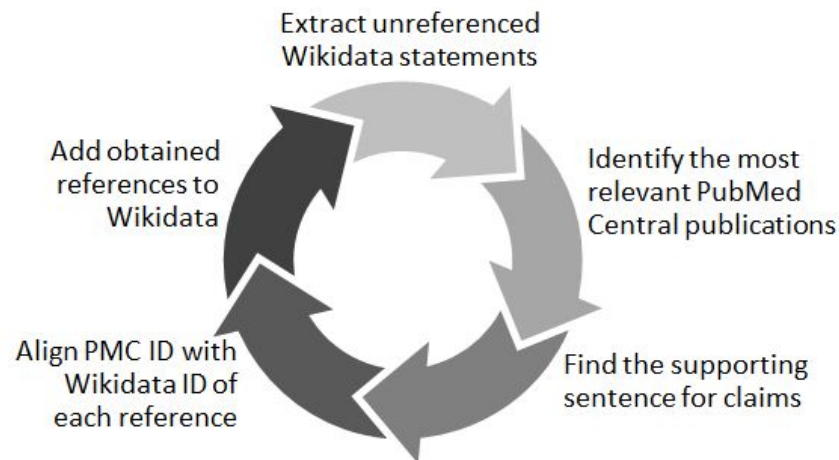 Extract unreferenced
Wikidata statements
Identify the most
relevant PubMed
Central publications
Find the supporting
sentence for claims
Align PMC ID with
Wikidata ID of
each reference
Add obtained
references to
Wikidata